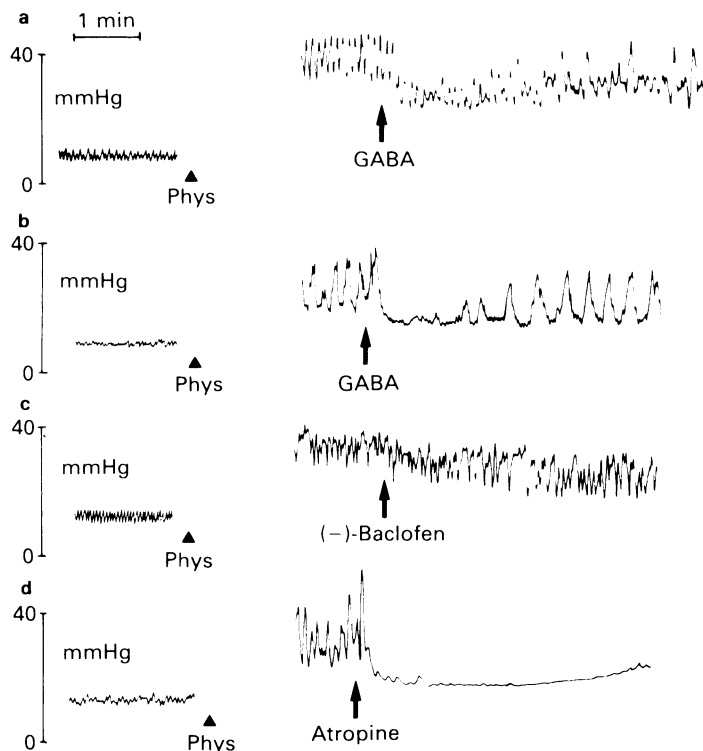 a
1 min
40
mmHg
0
Phys
GABA
b
40
mmHg
0
Phys
GABA
c
40
mmHg
0
Phys
(−)-Baclofen
d
40
mmHg
0
Phys
Atropine